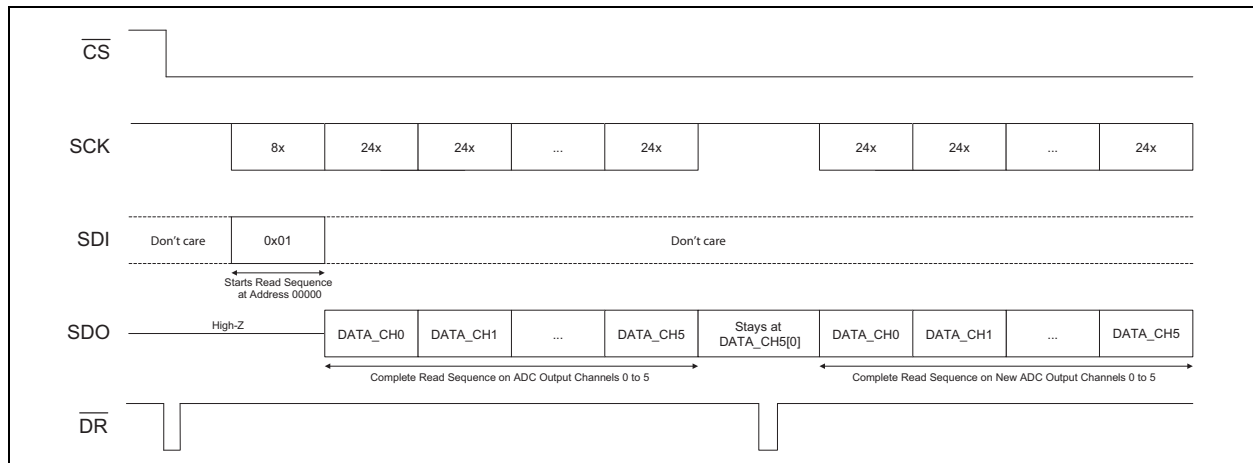 CS
SCK
8x 24x 24x ... 24x 24x 24x ... 24x
SDI
Don't care 0x01 Don't care
Starts Read Sequence
at Address 00000
SDO
High-Z DATA_CH0 DATA_CH1 ... DATA_CH5 Stays at
DATA_CH5[0] DATA_CH0 DATA_CH1 ... DATA_CH5
Complete Read Sequence on ADC Output Channels 0 to 5 Complete Read Sequence on New ADC Output Channels 0 to 5
DR